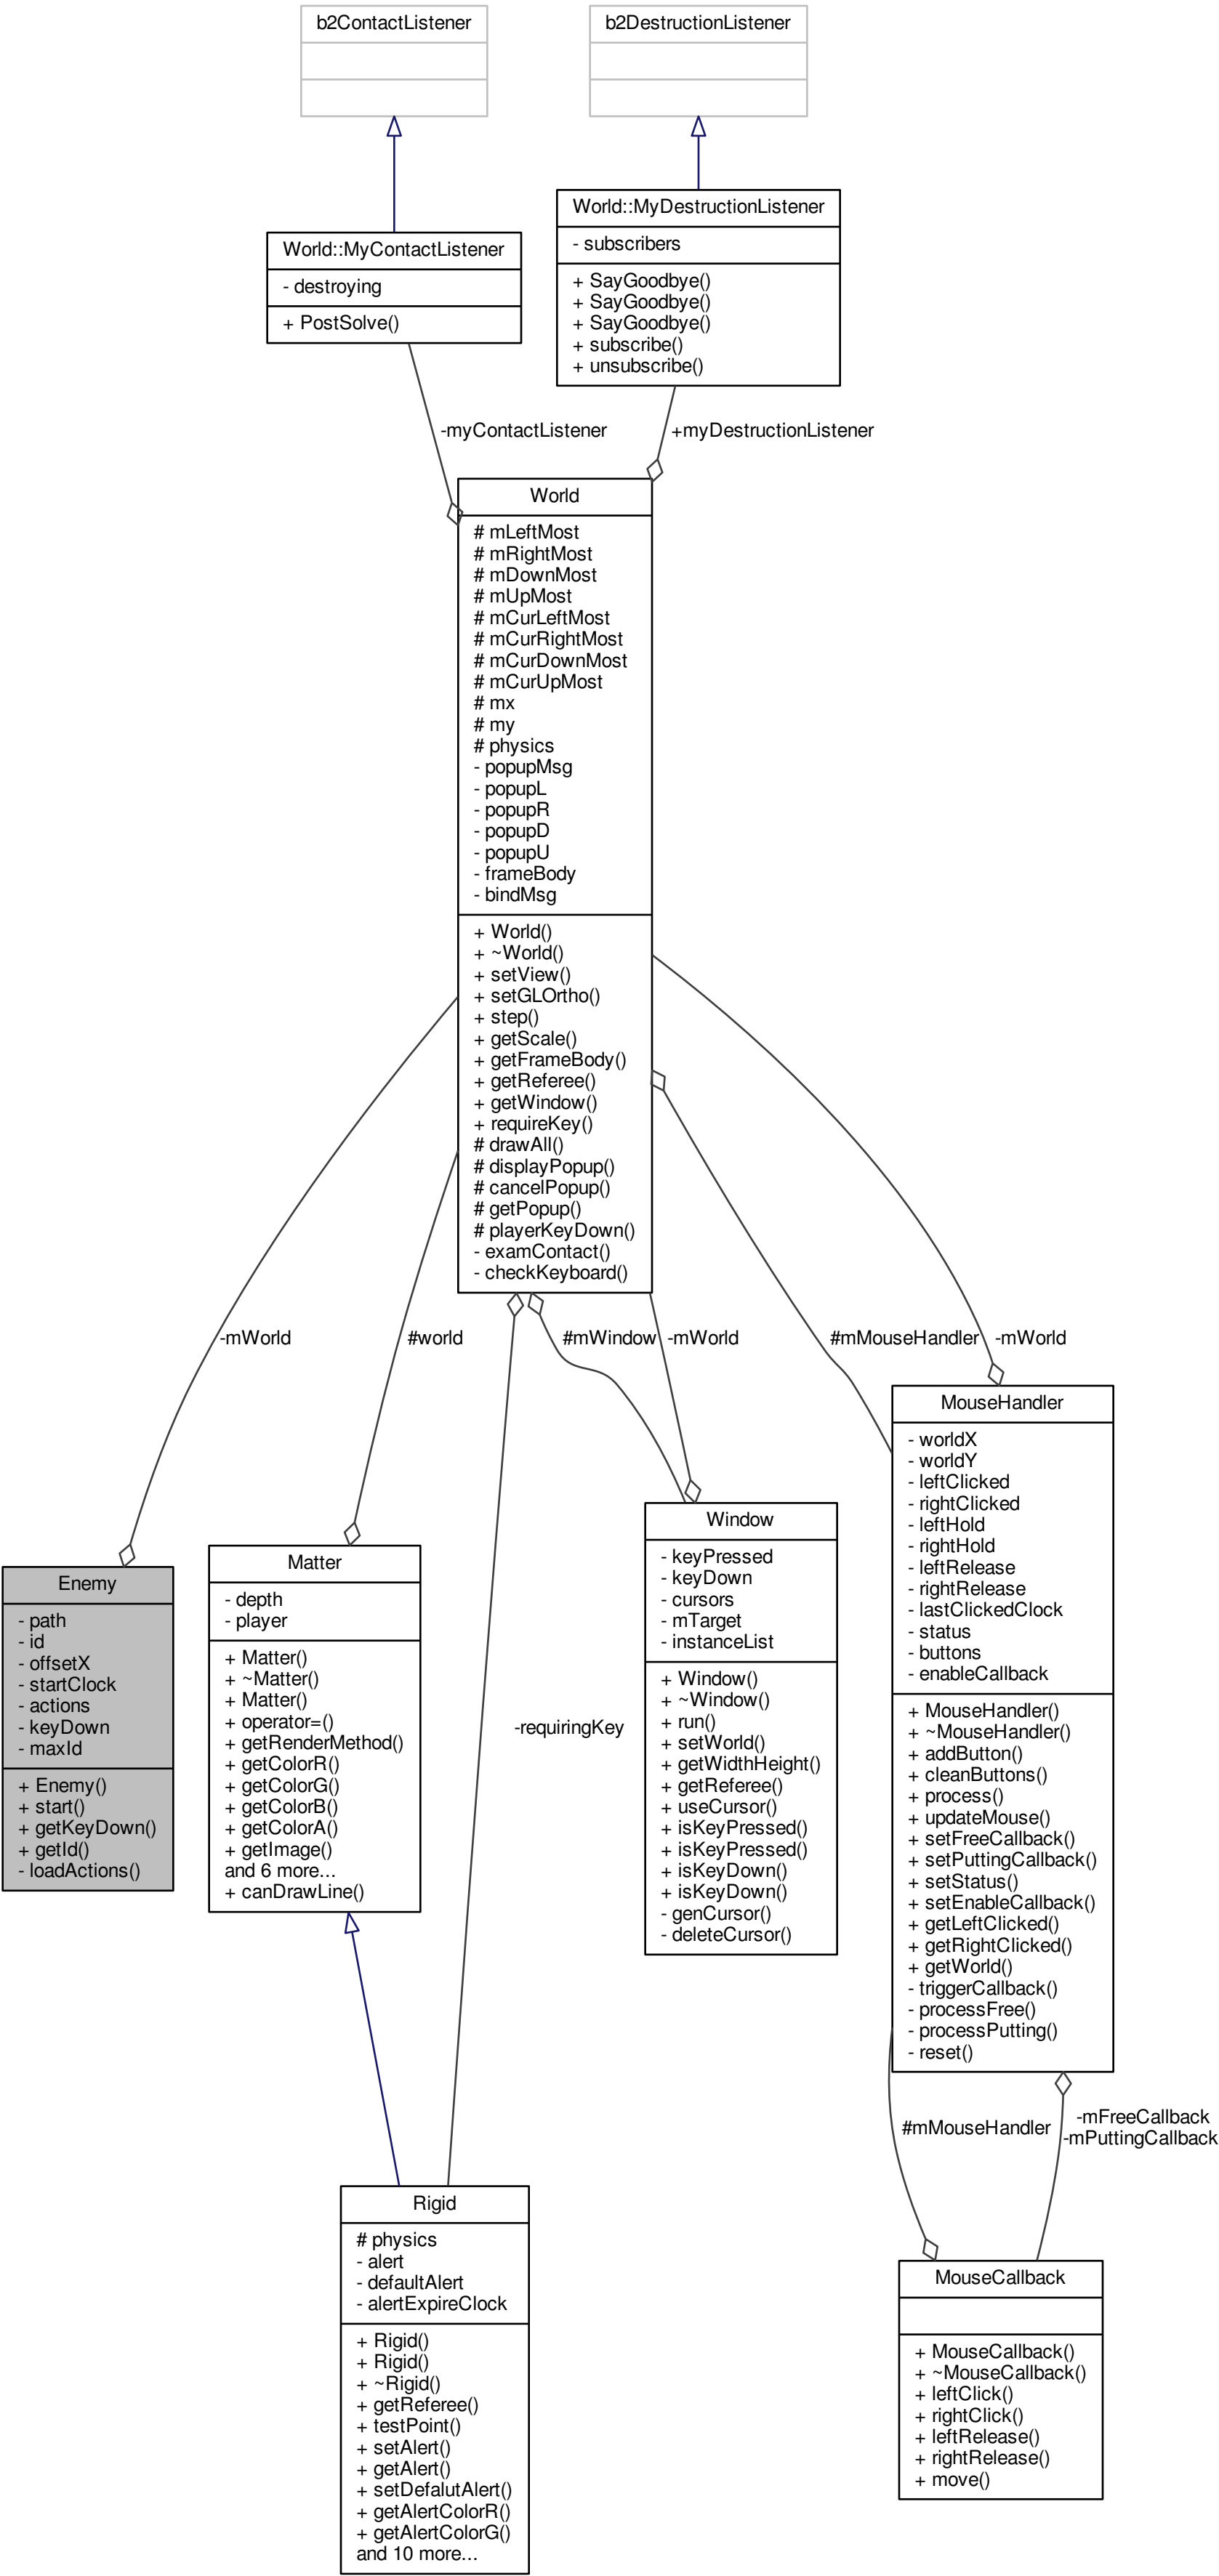 b2ContactListener
b2DestructionListener
World::MyDestructionListener
- subscribers
+ SayGoodbye()
+ SayGoodbye()
+ SayGoodbye()
+ subscribe()
+ unsubscribe()
World::MyContactListener
- destroying
+ PostSolve()
-myContactListener
+myDestructionListener
World
# mLeftMost
# mRightMost
# mDownMost
# mUpMost
# mCurLeftMost
# mCurRightMost
# mCurDownMost
# mCurUpMost
# mx
# my
# physics
- popupMsg
- popupL
- popupR
- popupD
- popupU
- frameBody
- bindMsg
+ World()
+ ~World()
+ setView()
+ setGLOrtho()
+ step()
+ getScale()
+ getFrameBody()
+ getReferee()
+ getWindow()
+ requireKey()
# drawAll()
# displayPopup()
# cancelPopup()
# getPopup()
# playerKeyDown()
- examContact()
- checkKeyboard()
-mWorld
#world
#mWindow
-mWorld
#mMouseHandler
-mWorld
Enemy
- path
- id
- offsetX
- startClock
- actions
- keyDown
- maxId
+ Enemy()
+ start()
+ getKeyDown()
+ getId()
- loadActions()
Matter
- depth
- player
+ Matter()
+ ~Matter()
+ Matter()
+ operator=()
+ getRenderMethod()
+ getColorR()
+ getColorG()
+ getColorB()
+ getColorA()
+ getImage()
and 6 more...
+ canDrawLine()
-requiringKey
Window
- keyPressed
- keyDown
- cursors
- mTarget
- instanceList
+ Window()
+ ~Window()
+ run()
+ setWorld()
+ getWidthHeight()
+ getReferee()
+ useCursor()
+ isKeyPressed()
+ isKeyPressed()
+ isKeyDown()
+ isKeyDown()
- genCursor()
- deleteCursor()
MouseHandler
- worldX
- worldY
- leftClicked
- rightClicked
- leftHold
- rightHold
- leftRelease
- rightRelease
- lastClickedClock
- status
- buttons
- enableCallback
+ MouseHandler()
+ ~MouseHandler()
+ addButton()
+ cleanButtons()
+ process()
+ updateMouse()
+ setFreeCallback()
+ setPuttingCallback()
+ setStatus()
+ setEnableCallback()
+ getLeftClicked()
+ getRightClicked()
+ getWorld()
- triggerCallback()
- processFree()
- processPutting()
- reset()
#mMouseHandler
-mFreeCallback
-mPuttingCallback
Rigid
# physics
- alert
- defaultAlert
- alertExpireClock
+ Rigid()
+ Rigid()
+ ~Rigid()
+ getReferee()
+ testPoint()
+ setAlert()
+ getAlert()
+ setDefalutAlert()
+ getAlertColorR()
+ getAlertColorG()
and 10 more...
MouseCallback
+ MouseCallback()
+ ~MouseCallback()
+ leftClick()
+ rightClick()
+ leftRelease()
+ rightRelease()
+ move()